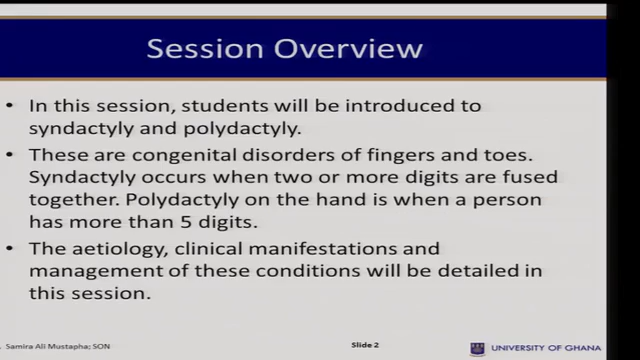 Session Overview
• In this session, students will be introduced to
syndactyly and polydactyly.
• These are congenital disorders of fingers and toes.
Syndactyly occurs when two or more digits are fused
together. Polydactyly on the hand is when a person
has more than 5 digits.
• The aetiology, clinical manifestations and
management of these conditions will be detailed in
this session.
Samira Ali Mustapha; SON
Slide 2
UNIVERSITY OF GHANA